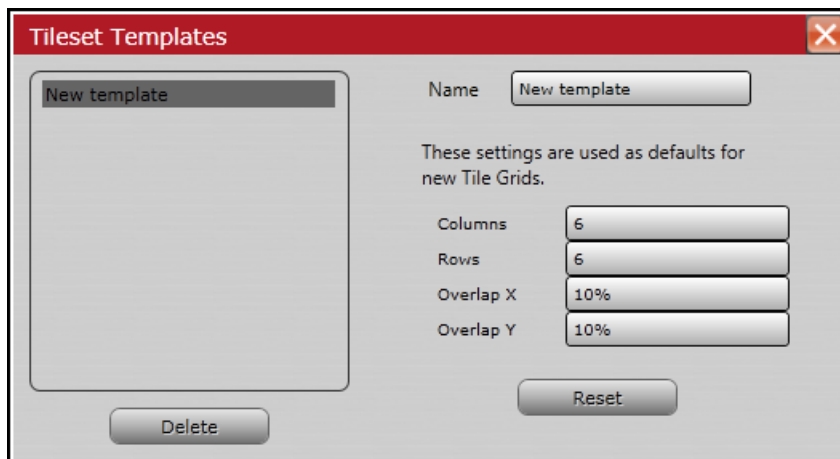 Tileset Templates
New template
Delete
Name New template
These settings are used as defaults for
new Tile Grids.
Columns 6
Rows 6
Overlap X 10%
Overlap Y 10%
Reset